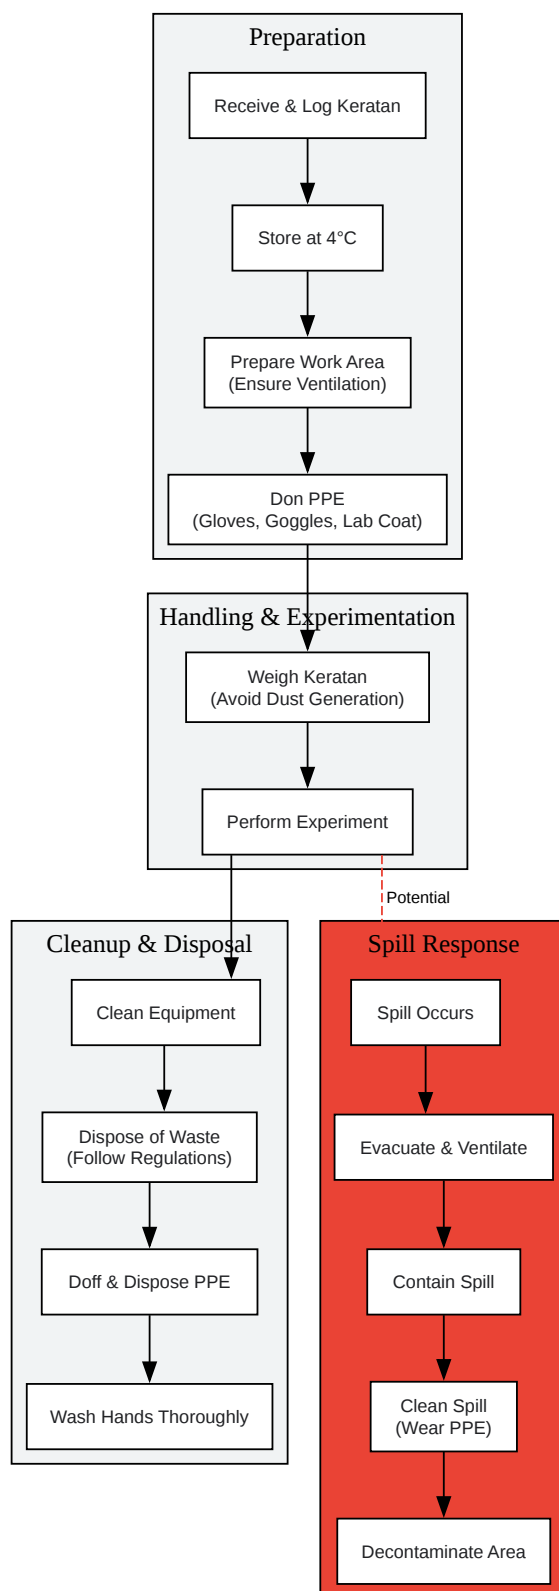 Preparation
Receive & Log Keratan
Store at 4°C
Prepare Work Area
(Ensure Ventilation)
Don PPE
(Gloves, Goggles, Lab Coat)
Handling & Experimentation
Weigh Keratan
(Avoid Dust Generation)
Perform Experiment
Potential
Cleanup & Disposal
Clean Equipment
Dispose of Waste
(Follow Regulations)
Doff & Dispose PPE
Wash Hands Thoroughly
Spill Response
Spill Occurs
Evacuate & Ventilate
Contain Spill
Clean Spill
(Wear PPE)
Decontaminate Area